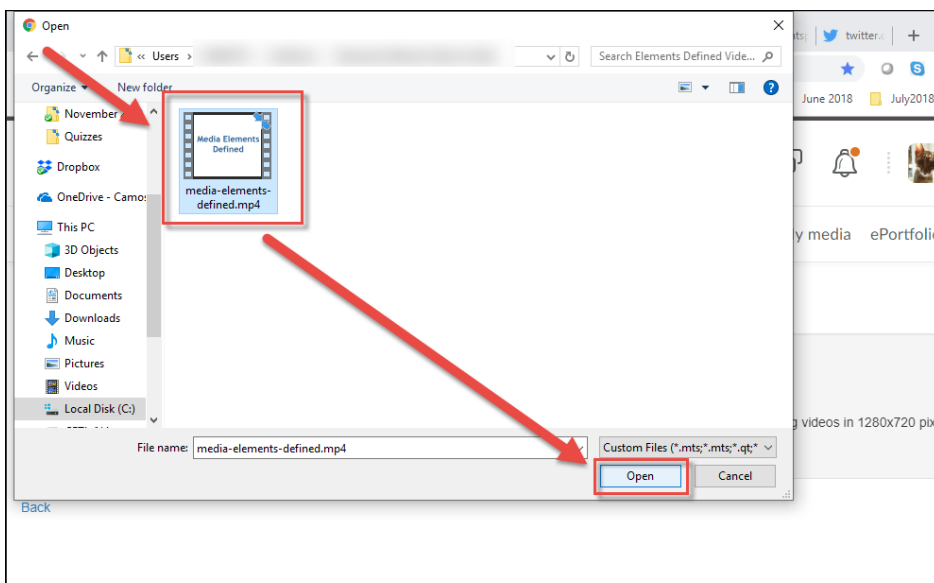 Open
Users
Search Elements Defined Vide...
Organize
New folder
November
Quizzes
Dropbox
OneDrive - Camos
This PC
3D Objects
Desktop
Documents
Downloads
Music
Pictures
Videos
Local Disk (C:)
Media Elements
Defined
media-elements-
defined.mp4
File name:
media-elements-defined.mp4
Custom Files (*.mts;*.mts;*.qt;*
Open
Cancel
twitter.c
June 2018
July2018
y media
ePortfoli
g videos in 1280x720 pix
Back